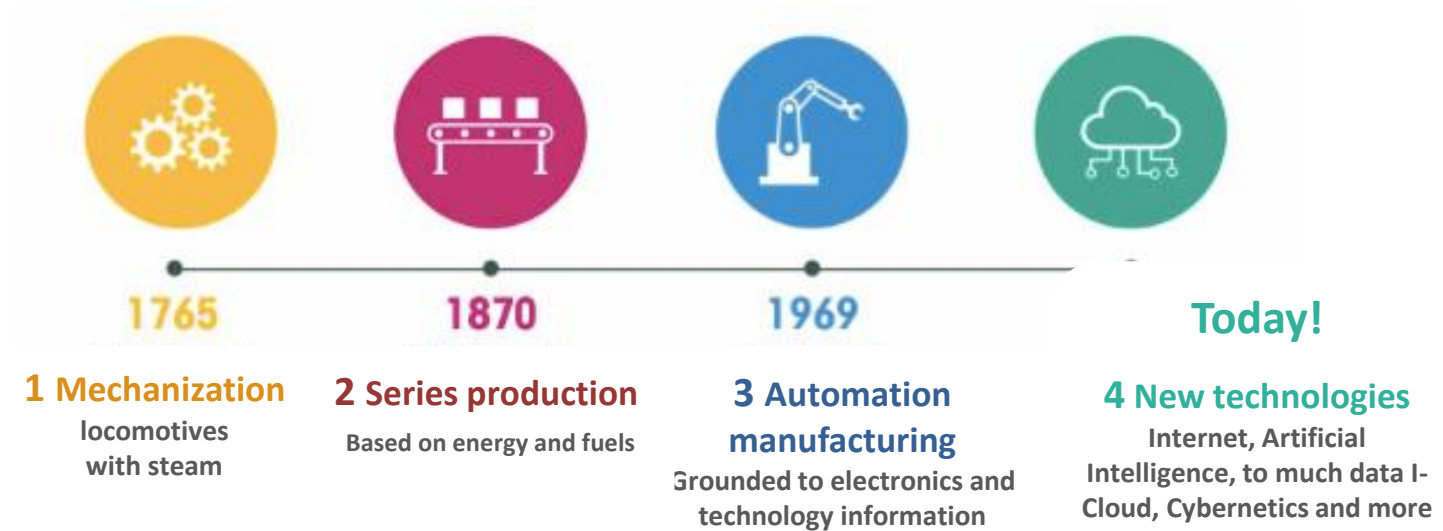 1765
1870
1969
Today!
1 Mechanization
locomotives
with steam
2 Series production
Based on energy and fuels
3 Automation
manufacturing
Grounded to electronics and
technology information
4 New technologies
Internet, Artificial
Intelligence, to much data I-
Cloud, Cybernetics and more